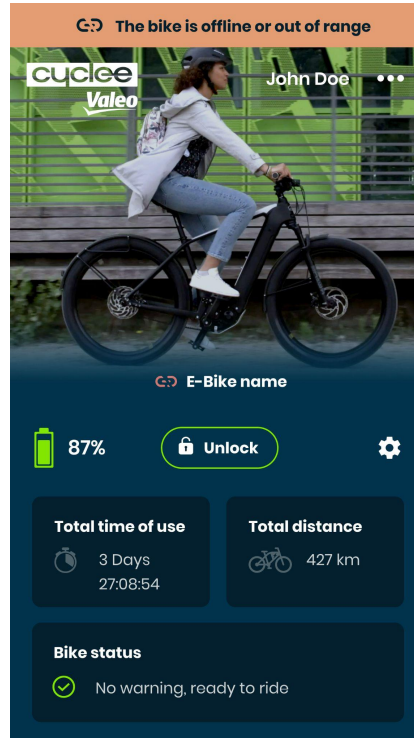 The bike is offline or out of range
cyclee
Valeo
John Doe
E-Bike name
87%
Unlock
Total time of use
3 Days
27:08:54
Total distance
427 km
Bike status
No warning, ready to ride